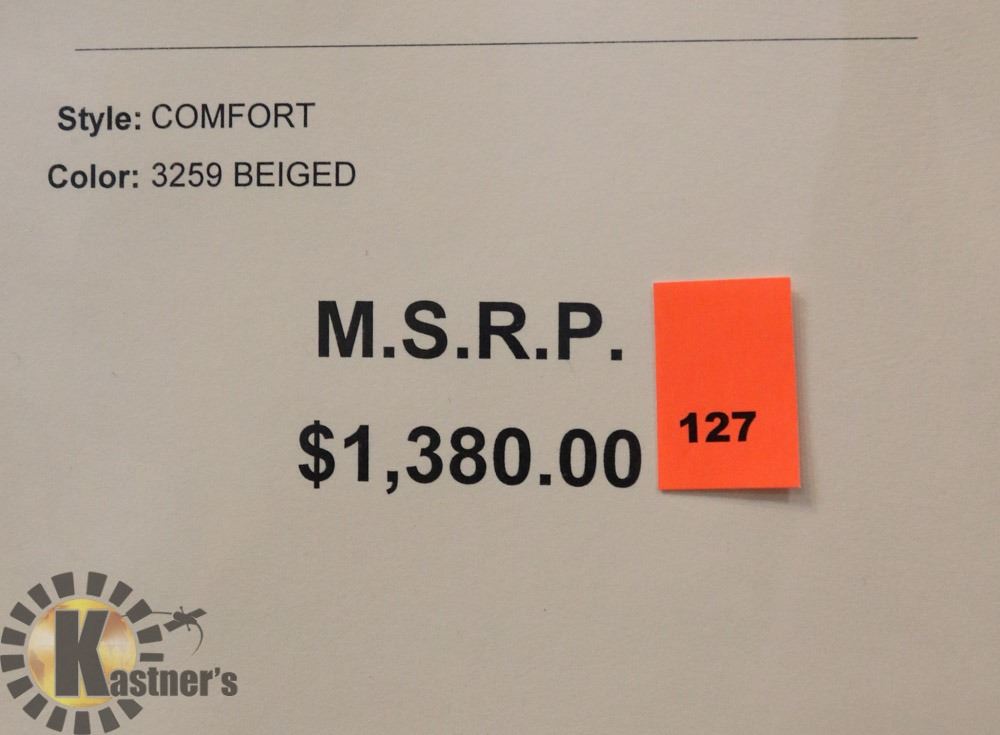 Style: COMFORT
Color: 3259 BEIGED
M.S.R.P.
$1,380.00
127
Kastner's